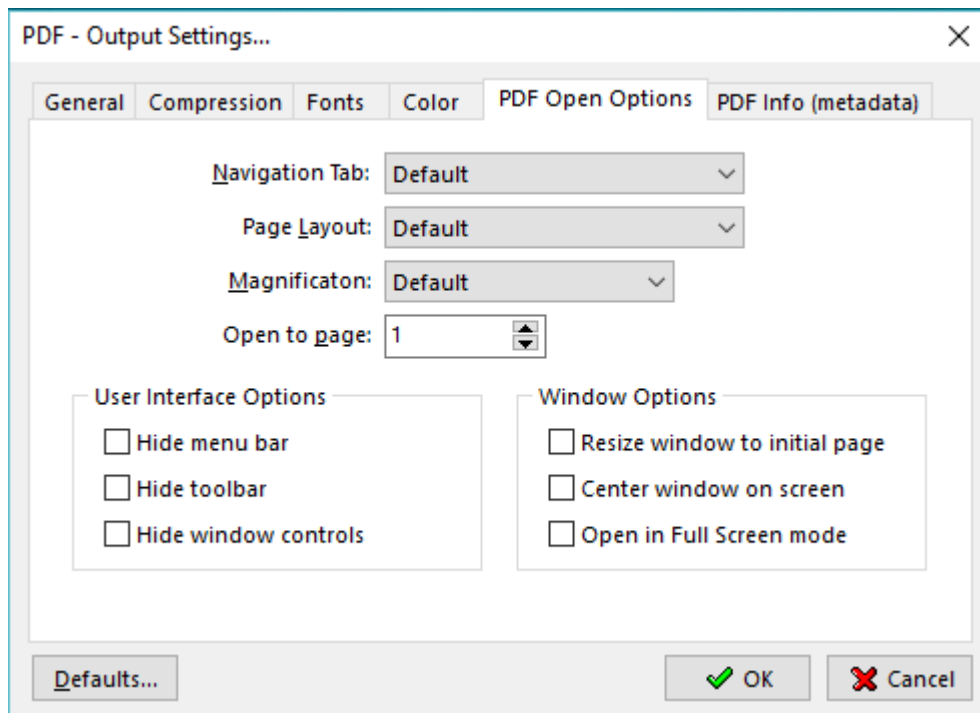 PDF - Output Settings...
General Compression Fonts Color PDF Open Options PDF Info (metadata)
Navigation Tab: Default
Page Layout: Default
Magnificaton: Default
Open to page: 1
User Interface Options Window Options
Hide menu bar Resize window to initial page
Hide toolbar Center window on screen
Hide window controls Open in Full Screen mode
Defaults... OK Cancel